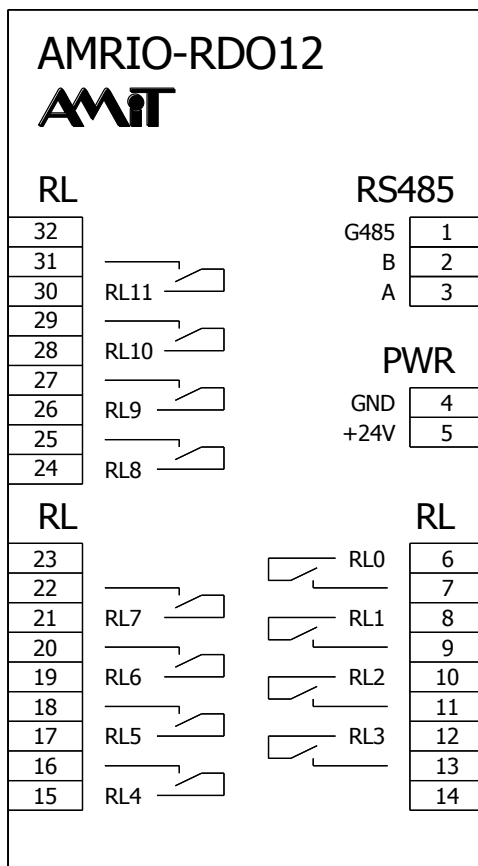 AMRIO-RDO12
AMiT
RL
32
31
30 RL11
29
28 RL10
27
26 RL9
25
24 RL8
RS485
G485 1
B 2
A 3
PWR
GND 4
+24V 5
RL
23
22
21 RL7
20
19 RL6
18
17 RL5
16
15 RL4
RL
RL0 6
7
RL1 8
9
RL2 10
11
RL3 12
13
14